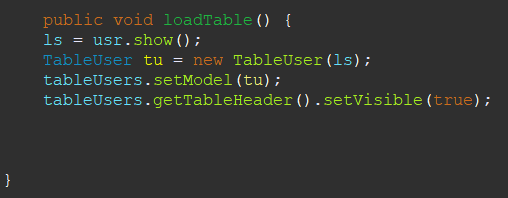 public void loadTable() {
ls = usr.show();
TableUser tu = new TableUser(ls);
tableUsers.setModel(tu);
tableUsers.getTableHeader().setVisible(true);
}